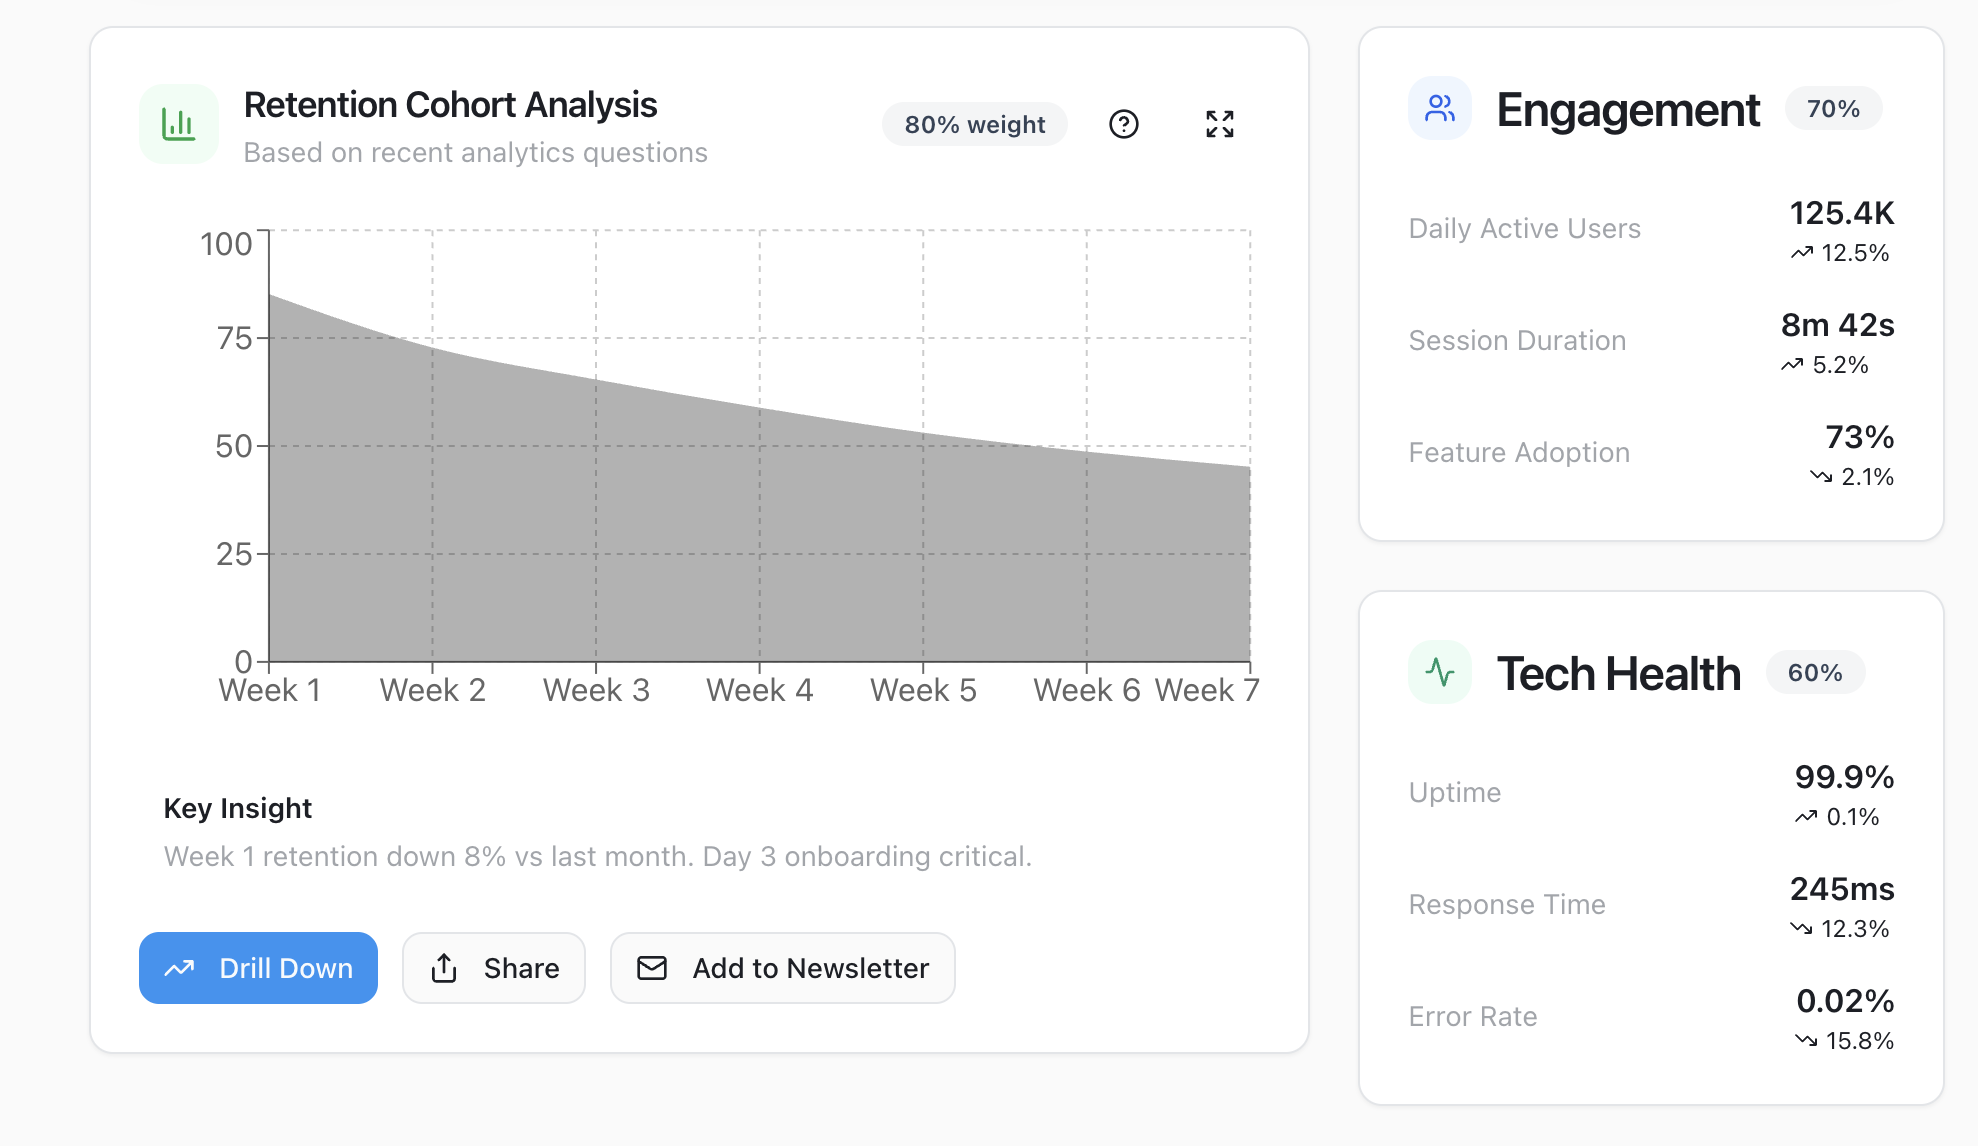 Retention Cohort Analysis
Based on recent analytics questions
80% weight
100
75
50
25
0
Week 1 Week 2 Week 3 Week 4 Week 5 Week 6 Week 7
Key Insight
Week 1 retention down 8% vs last month. Day 3 onboarding critical.
Drill Down
Share
Add to Newsletter
Engagement
70%
Daily Active Users
125.4K
12.5%
Session Duration
8m 42s
5.2%
Feature Adoption
73%
2.1%
Tech Health
60%
Uptime
99.9%
0.1%
Response Time
245ms
12.3%
Error Rate
0.02%
15.8%